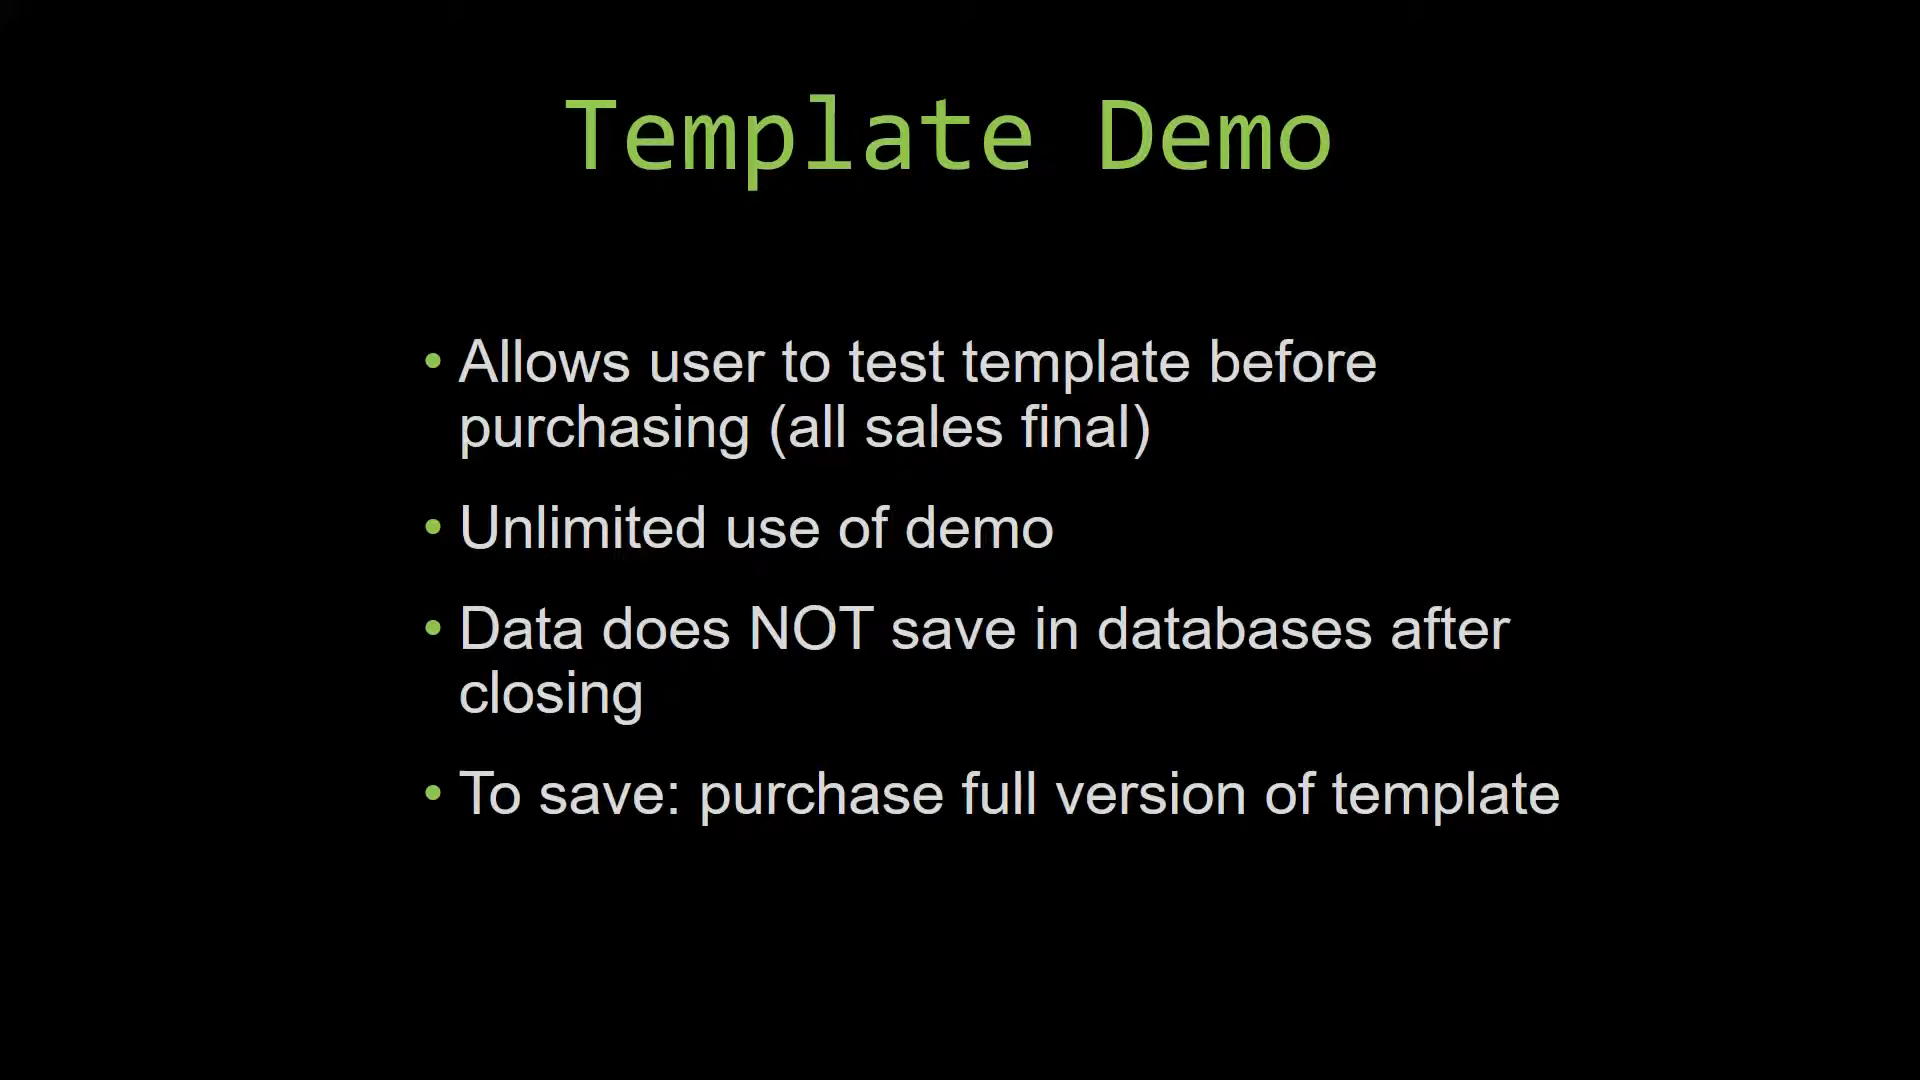 Template Demo
• Allows user to test template before
purchasing (all sales final)
• Unlimited use of demo
• Data does NOT save in databases after
closing
• To save: purchase full version of template